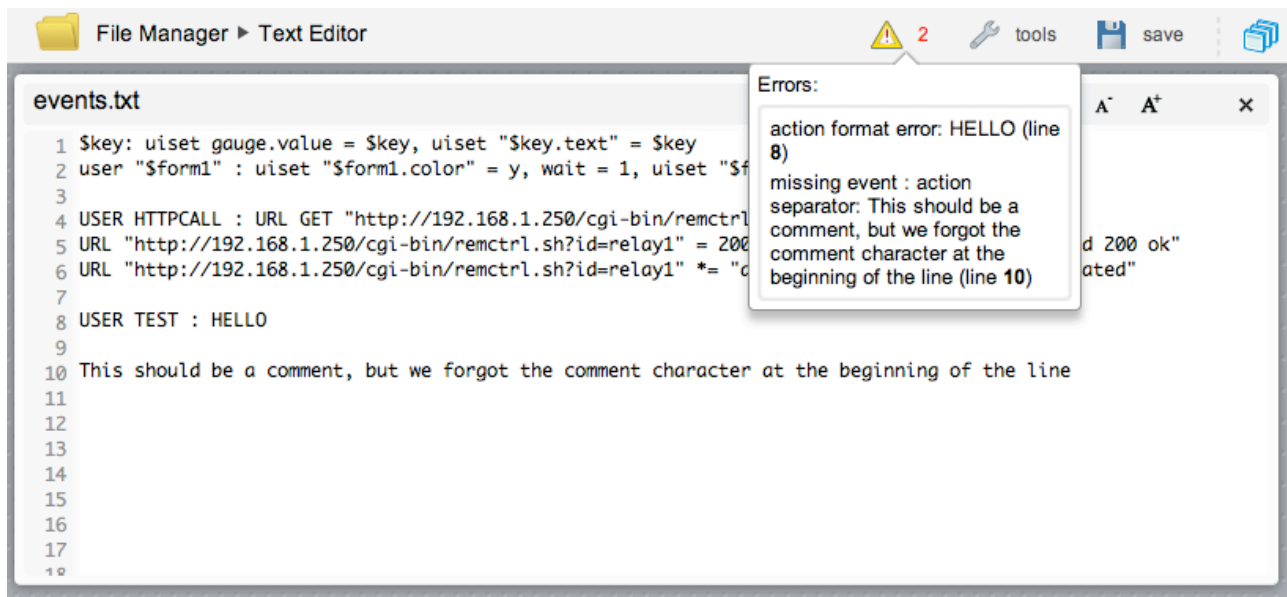 File Manager ▸ Text Editor
2
tools
save
events.txt
A-
A+
×
Errors:
action format error: HELLO (line
8)
missing event : action
separator: This should be a
comment, but we forgot the
comment character at the
beginning of the line (line 10)
1 $key: uiset gauge.value = $key, uiset "$key.text" = $key
2 user "$form1" : uiset "$form1.color" = y, wait = 1, uiset
3
4 USER HTTPCALL : URL GET "http://192.168.1.250/cgi-bin/remctrl
5 URL "http://192.168.1.250/cgi-bin/remctrl.sh?id=relay1" = 200 d 200 ok"
6 URL "http://192.168.1.250/cgi-bin/remctrl.sh?id=relay1" *= ated"
7
8 USER TEST : HELLO
9
10 This should be a comment, but we forgot the comment character at the beginning of the line
11
12
13
14
15
16
17
18